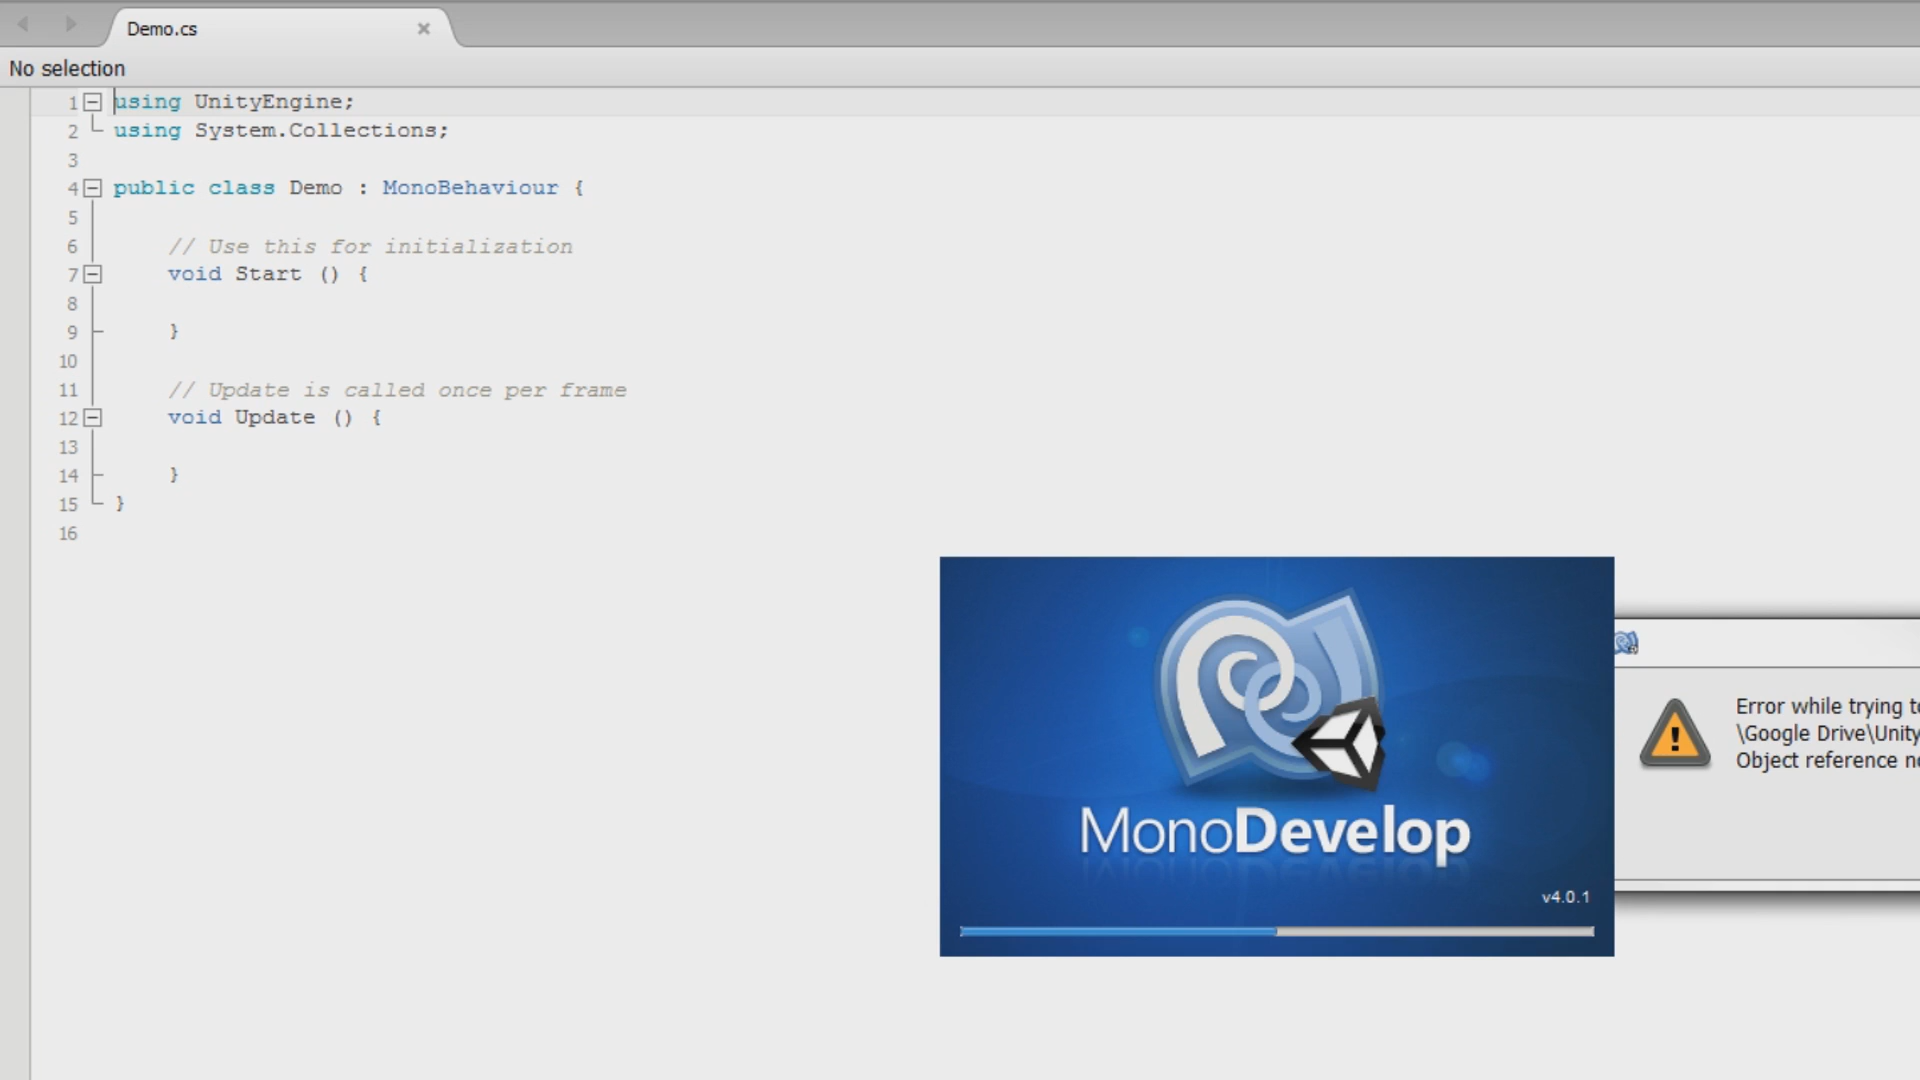 Demo.cs
No selection
1 using UnityEngine;
2 using System.Collections;
3
4 public class Demo : MonoBehaviour {
5
6 // Use this for initialization
7 void Start () {
8
9 }
10
11 // Update is called once per frame
12 void Update () {
13
14 }
15 }
16
MonoDevelop
v4.0.1
Error while trying
\Google Drive\Unity
Object reference